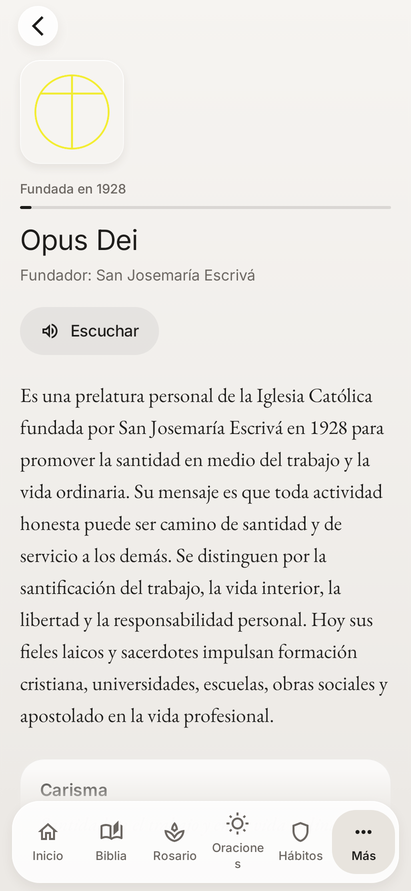 Fundada en 1928
Opus Dei
Fundador: San Josemaría Escrivá
Escuchar
Es una prelatura personal de la Iglesia Católica
fundada por San Josemaría Escrivá en 1928 para
promover la santidad en medio del trabajo y la
vida ordinaria. Su mensaje es que toda actividad
honesta puede ser camino de santidad y de
servicio a los demás. Se distinguen por la
santificación del trabajo, la vida interior, la
libertad y la responsabilidad personal. Hoy sus
fieles laicos y sacerdotes impulsan formación
cristiana, universidades, escuelas, obras sociales y
apostolado en la vida profesional.
Carisma
Inicio
Biblia
Rosario
Oracione
s
Hábitos
Más